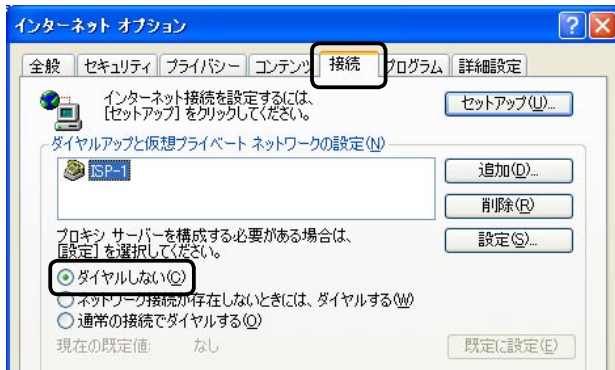 インターネット オプション
全般 セキュリティ プライバシー コンテンツ 接続 プログラム 詳細設定
インターネット接続を設定するには、
[セットアップ] をクリックしてください。
セットアップ(U)...
ダイヤルアップと仮想プライベート ネットワークの設定(N)
ISP-1
追加(D)...
削除(R)
プロキシ サーバーを構成する必要がある場合は、
[設定] を選択してください。
設定(S)...
ダイヤルしない(C)
ネットワーク接続が存在しないときには、ダイヤルする(W)
通常の接続でダイヤルする(O)
現在の既定値: なし
既定に設定(E)